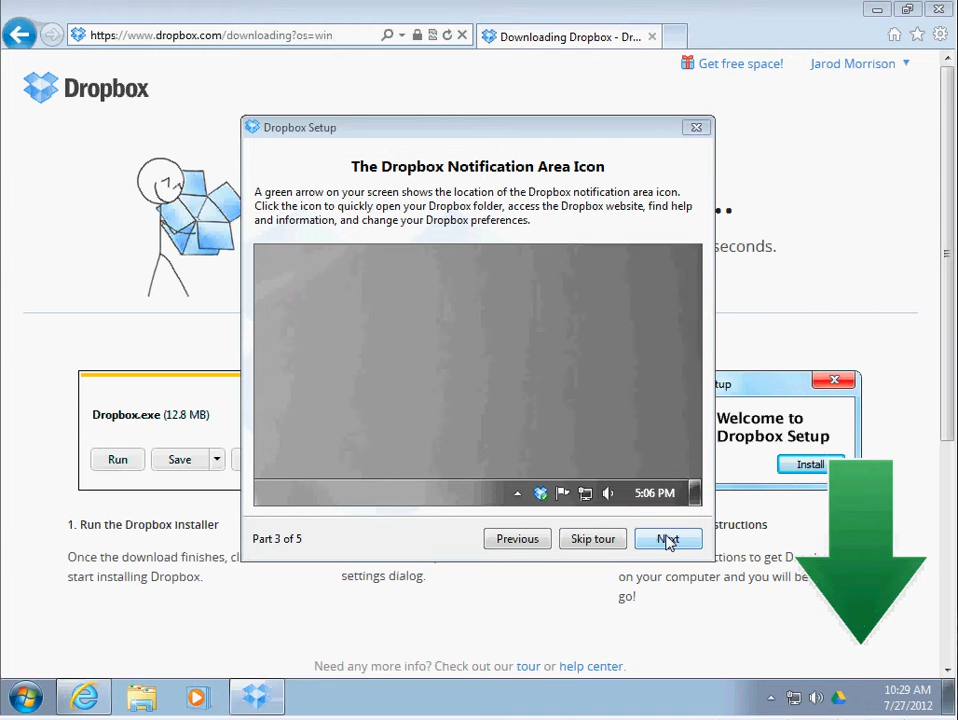 https://www.dropbox.com/downloading?os=win
Downloading Dropbox - Dr...
Get free space!
Jarod Morrison
Dropbox
Dropbox Setup
The Dropbox Notification Area Icon
A green arrow on your screen shows the location of the Dropbox notification area icon.
Click the icon to quickly open your Dropbox folder, access the Dropbox website, find help
and information, and change your Dropbox preferences.
..
seconds.
5:06 PM
Part 3 of 5
Previous
Skip tour
Next
Dropbox.exe (12.8 MB)
Run
Save
tup
Welcome to
Dropbox Setup
Install
1. Run the Dropbox installer
Once the download finishes, cl
start installing Dropbox.
settings dialog.
structions
ctions to get D
on your computer and you will be
go!
Need any more info? Check out our tour or help center.
10:29 AM
7/27/2012